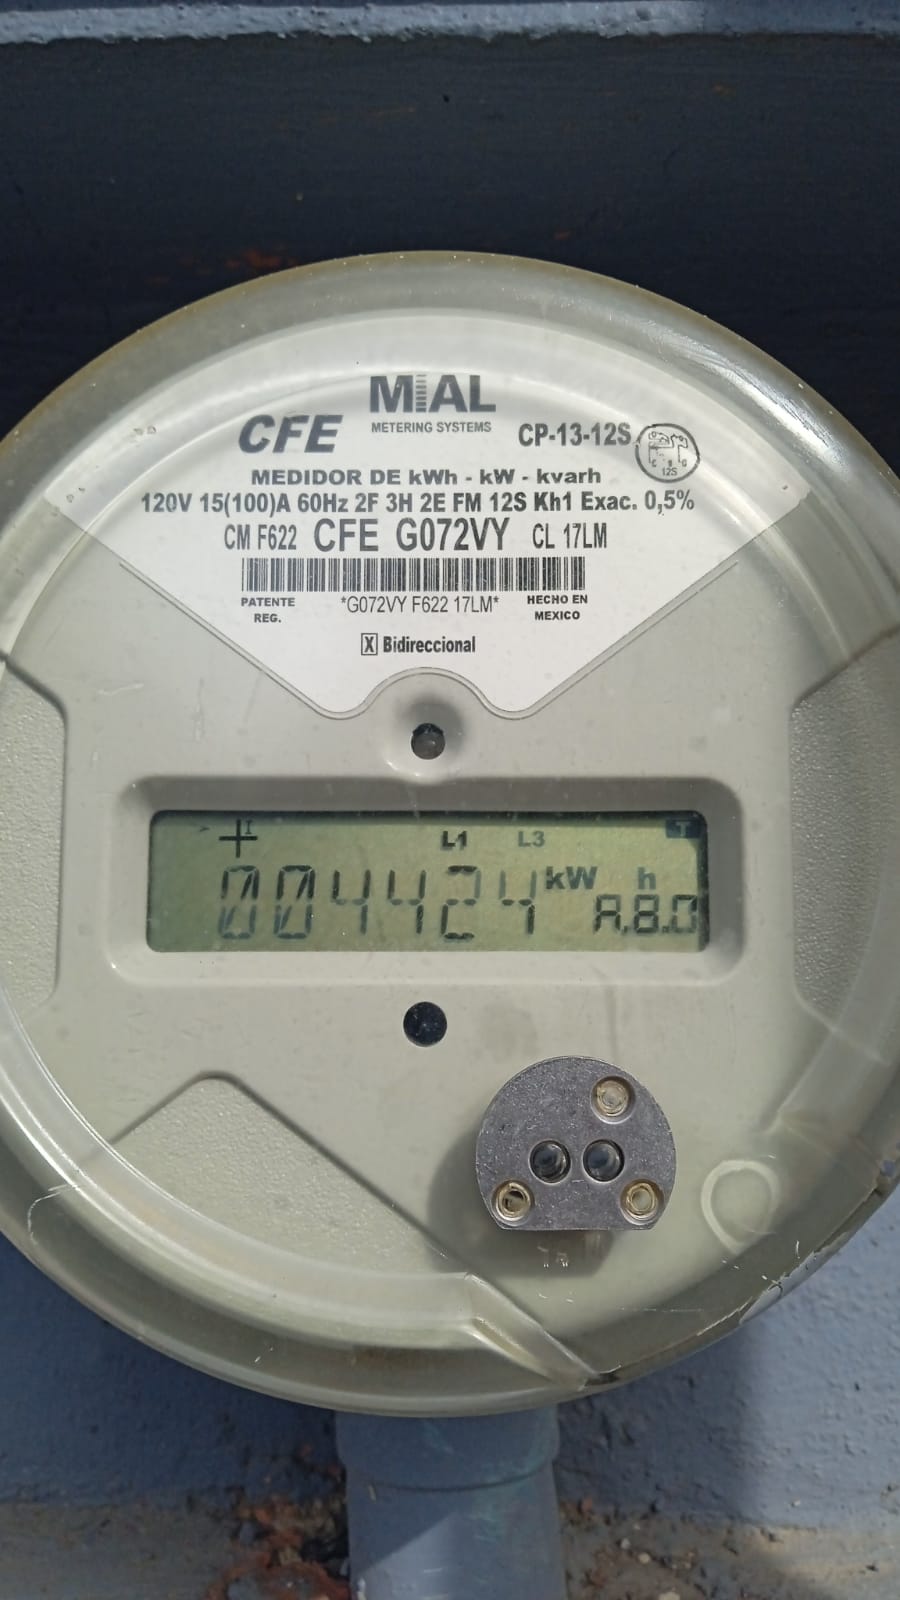 MIAL
METERING SYSTEMS
CFE
CP-13-12S
C S G
12S
MEDIDOR DE kWh - kW - kvarh
120V 15(100)A 60Hz 2F 3H 2E FM 12S Kh1 Exac. 0,5%
CM F622 CFE G072VY CL 17LM
PATENTE REG.
*G072VY F622 17LM*
HECHO EN MEXICO
X Bidireccional
L1 L3 T
004424 kW h A.8.0